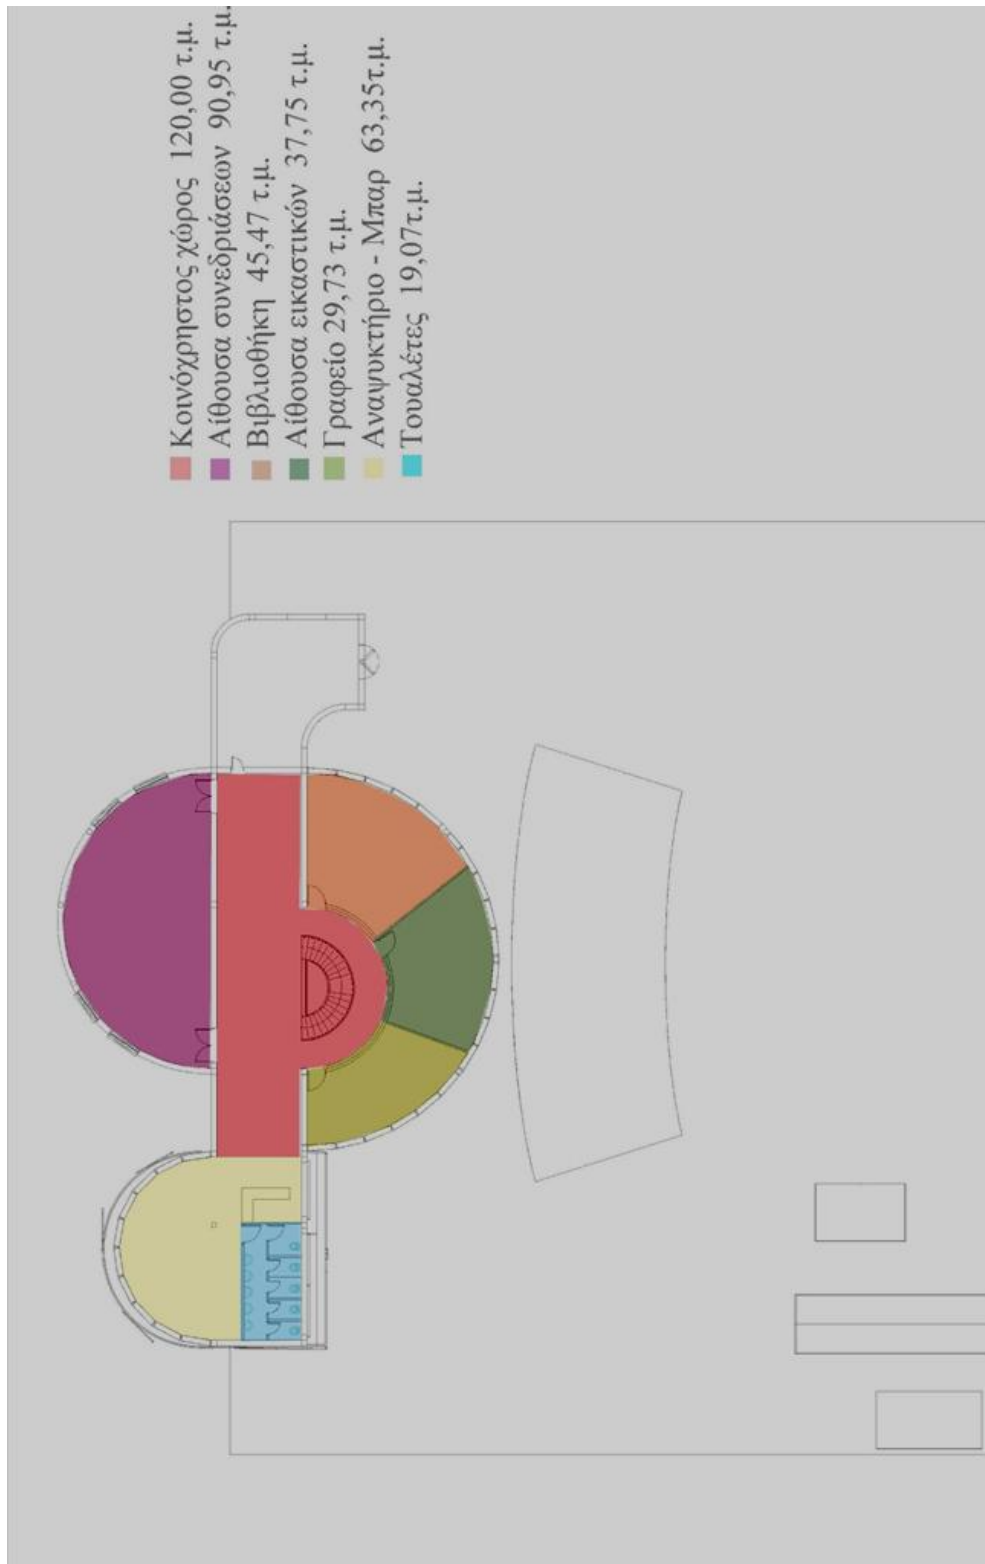 Κοινόχρηστος χώρος 120,00 τ.μ.
Αίθουσα συνεδριάσεων 90,95 τ.μ.
Βιβλιοθήκη 45,47 τ.μ.
Αίθουσα εικαστικών 37,75 τ.μ.
Γραφείο 29,73 τ.μ.
Αναψυκτήριο - Μπαρ 63,35τ.μ.
Τουαλέτες 19,07τ.μ.